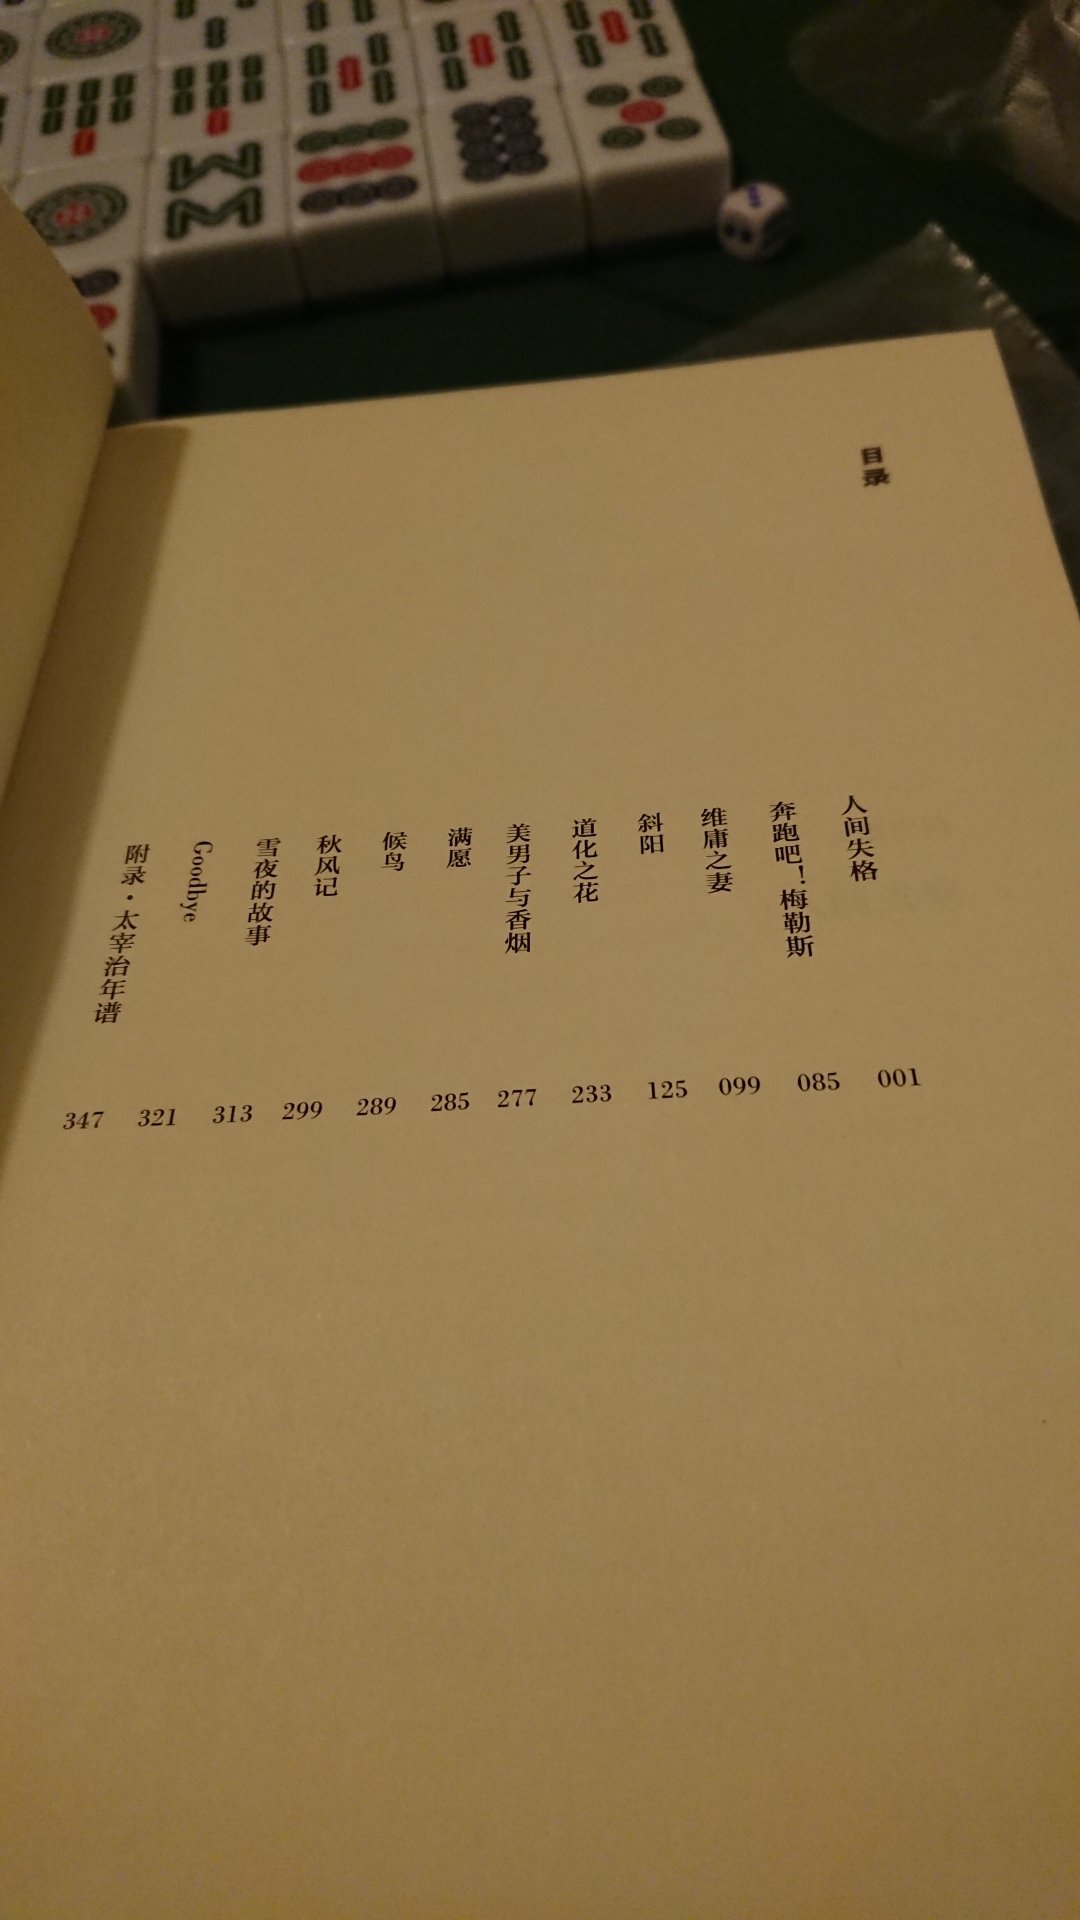 目录
人间失格 001
奔跑吧！梅勒斯 085
维庸之妻 099
斜阳 125
道化之花 233
美男子与香烟 277
满愿 285
候鸟 289
秋风记 299
雪夜的故事 313
Goodbye 321
附录·太宰治年谱 347